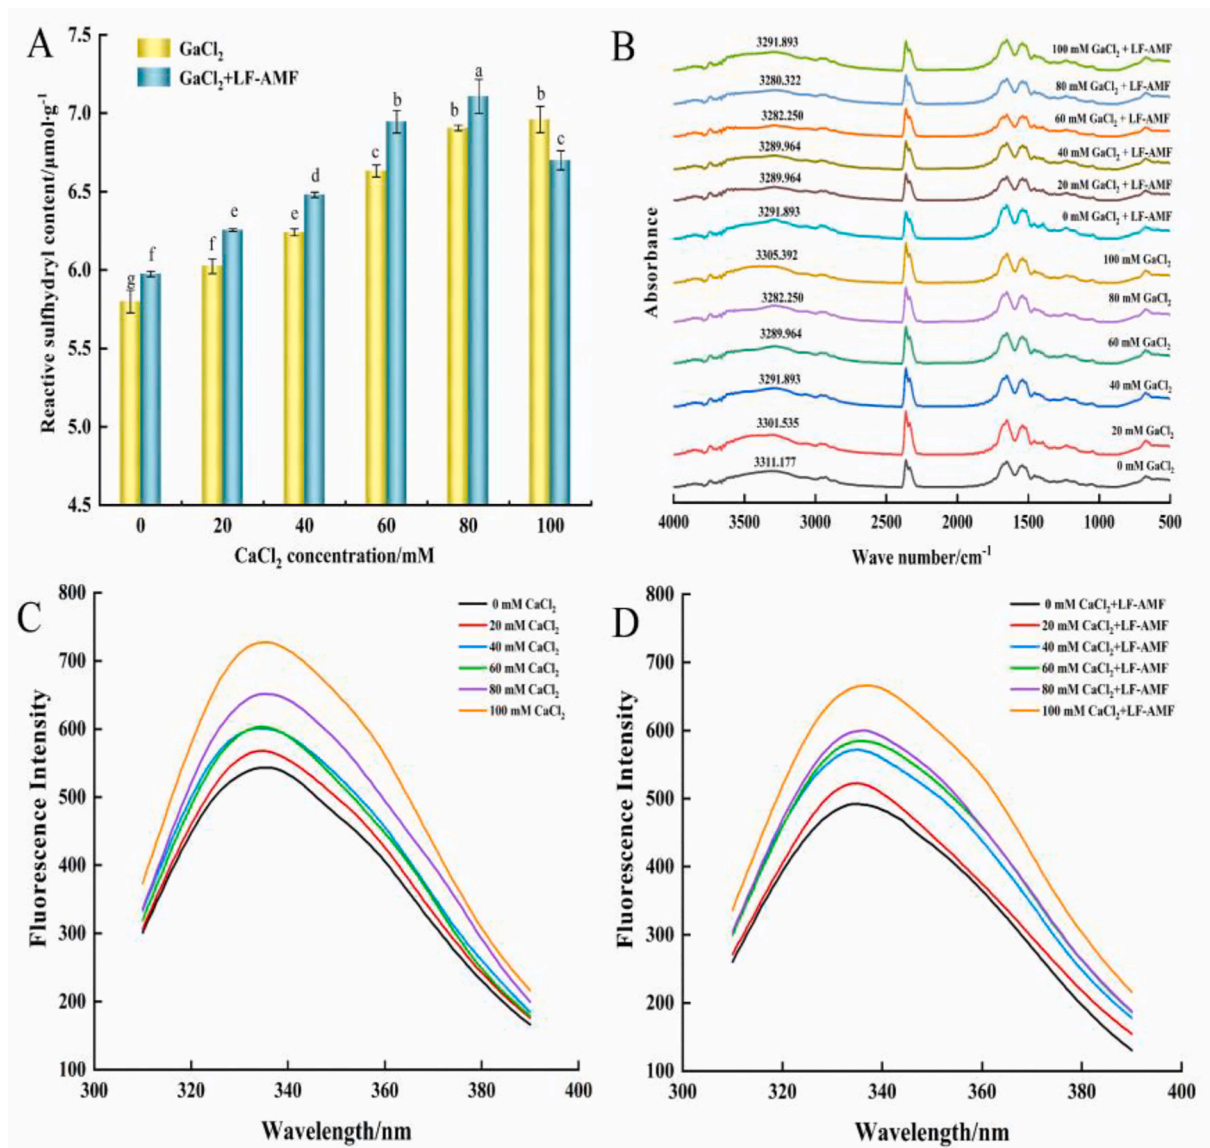 A
GaCl₂
GaCl₂+LF-AMF
Reactive sulfhydryl content/μmol·g⁻¹
7.5
7.0
6.5
6.0
5.5
5.0
4.5
g
f
f
e
e
d
c
b
b
a
b
c
0
20
40
60
80
100
CaCl₂ concentration/mM
B
Absorbance
3291.893
100 mM GaCl₂ + LF-AMF
3280.322
80 mM GaCl₂ + LF-AMF
3282.250
60 mM GaCl₂ + LF-AMF
3289.964
40 mM GaCl₂ + LF-AMF
3289.964
20 mM GaCl₂ + LF-AMF
3291.893
0 mM GaCl₂ + LF-AMF
3305.392
100 mM GaCl₂
3282.250
80 mM GaCl₂
3289.964
60 mM GaCl₂
3291.893
40 mM GaCl₂
3301.535
20 mM GaCl₂
3311.177
0 mM GaCl₂
4000
3500
3000
2500
2000
1500
1000
500
Wave number/cm⁻¹
C
Fluorescence Intensity
800
700
600
500
400
300
200
100
0 mM CaCl₂
20 mM CaCl₂
40 mM CaCl₂
60 mM CaCl₂
80 mM CaCl₂
100 mM CaCl₂
300
320
340
360
380
400
Wavelength/nm
D
Fluorescence Intensity
800
700
600
500
400
300
200
100
0 mM CaCl₂+LF-AMF
20 mM CaCl₂+LF-AMF
40 mM CaCl₂+LF-AMF
60 mM CaCl₂+LF-AMF
80 mM CaCl₂+LF-AMF
100 mM CaCl₂+LF-AMF
300
320
340
360
380
400
Wavelength/nm